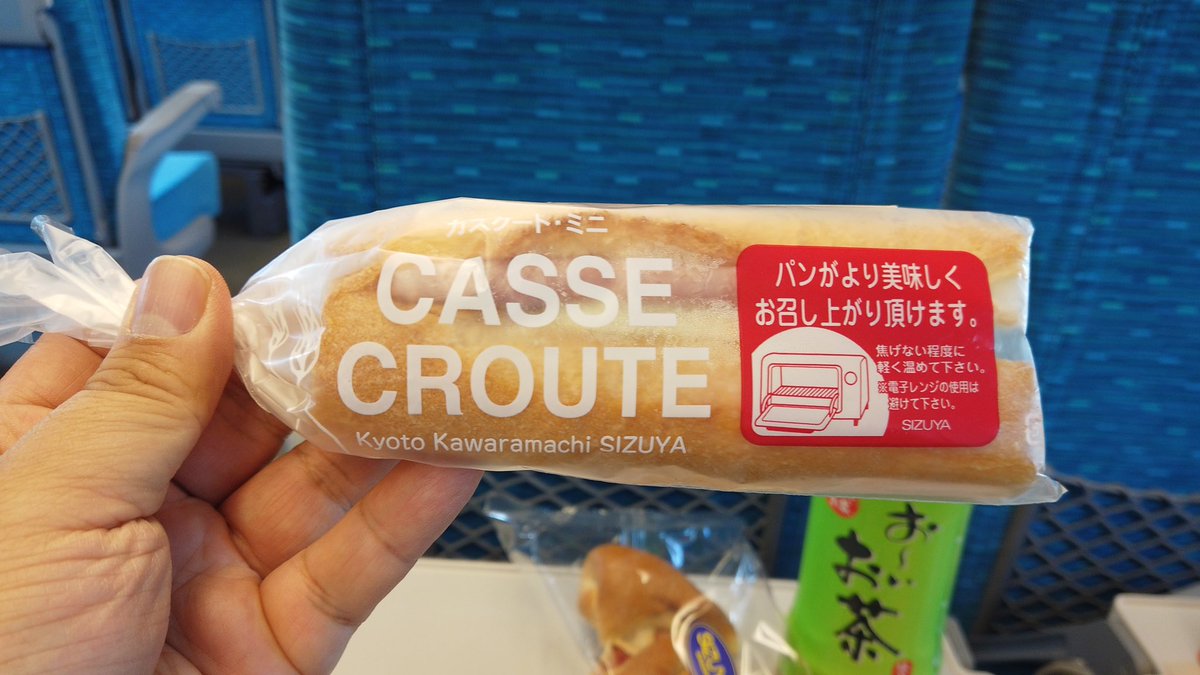 カスクート・ミニ
CASSE
CROUTE
Kyoto Kawaramachi SIZUYA
パンがより美味しく
お召し上がり頂けます。
焦げない程度に
軽く温めて下さい。
※電子レンジの使用は
避けて下さい。
SIZUYA
お〜い
お茶